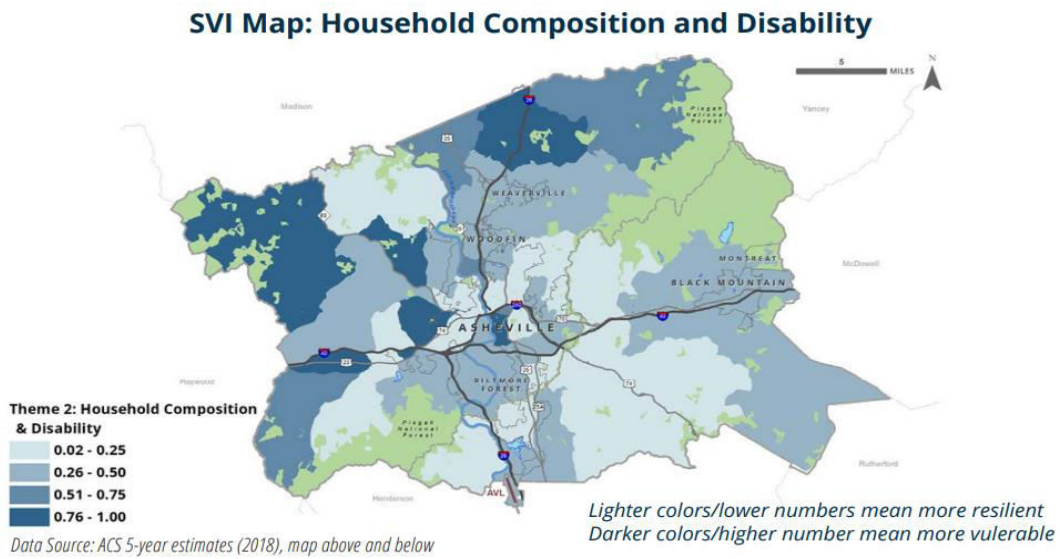 SVI Map: Household Composition and Disability
5
MILES
N
Madison
Yancey
Pisgah
National
Forest
WEAVERVILLE
WOODFIN
MONTREAT
McDowell
BLACK MOUNTAIN
ASHEVILLE
Haywood
BILTMORE
FOREST
Pisgah
National
Forest
Rutherford
Henderson
AVL
Theme 2: Household Composition
& Disability
0.02 - 0.25
0.26 - 0.50
0.51 - 0.75
0.76 - 1.00
Lighter colors/lower numbers mean more resilient
Darker colors/higher number mean more vulerable
Data Source: ACS 5-year estimates (2018), map above and below